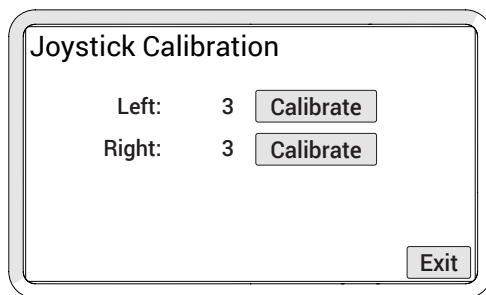 Joystick Calibration
Left: 3 Calibrate
Right: 3 Calibrate
Exit